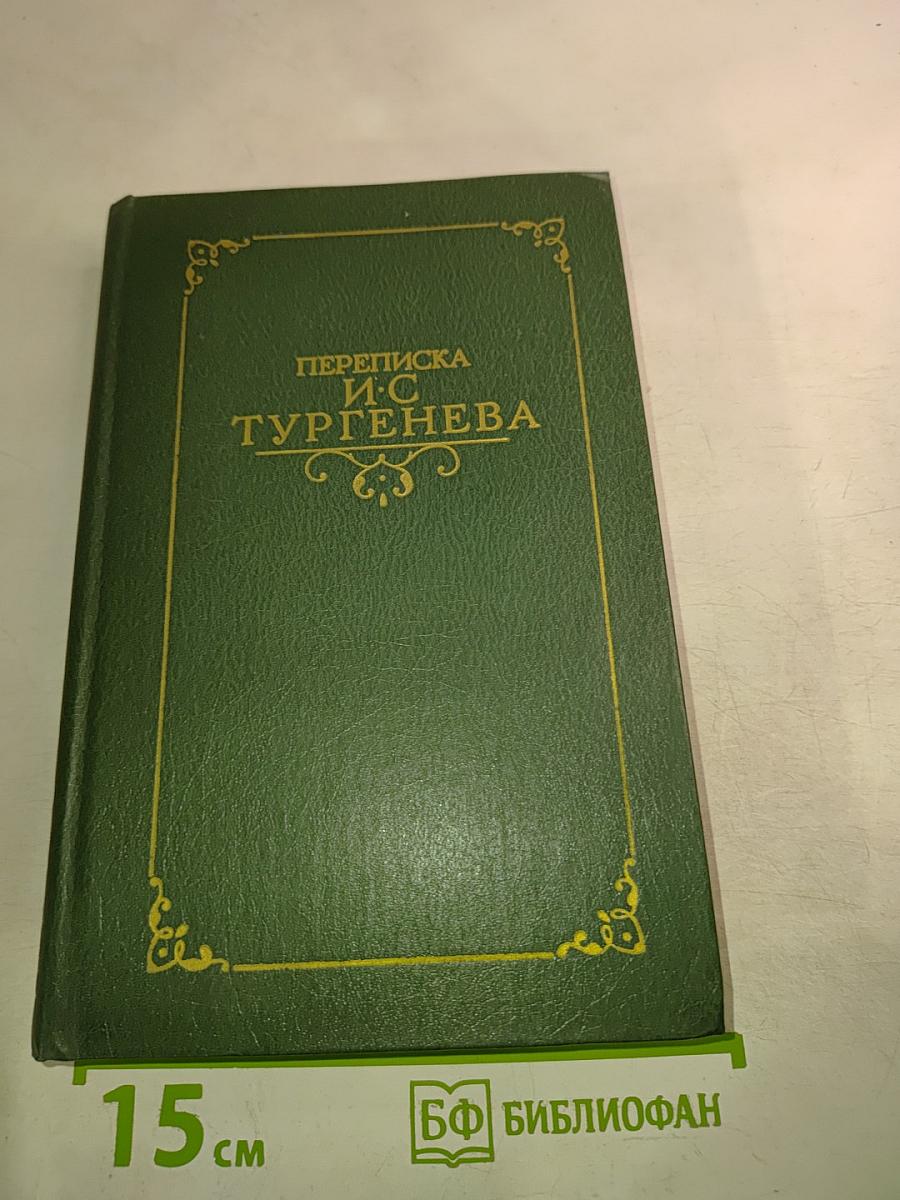 ПЕРЕПИСКА
И·С
ТУРГЕНЕВА
15 см
БФ БИБЛИОФАН